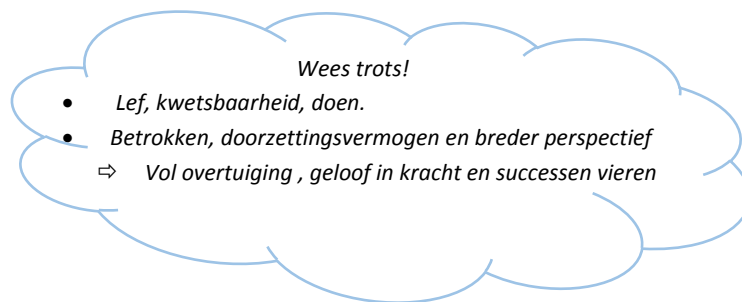 Wees trots!
• Lef, kwetsbaarheid, doen.
• Betrokken, doorzettingsvermogen en breder perspectief
⇨ Vol overtuiging , geloof in kracht en successen vieren